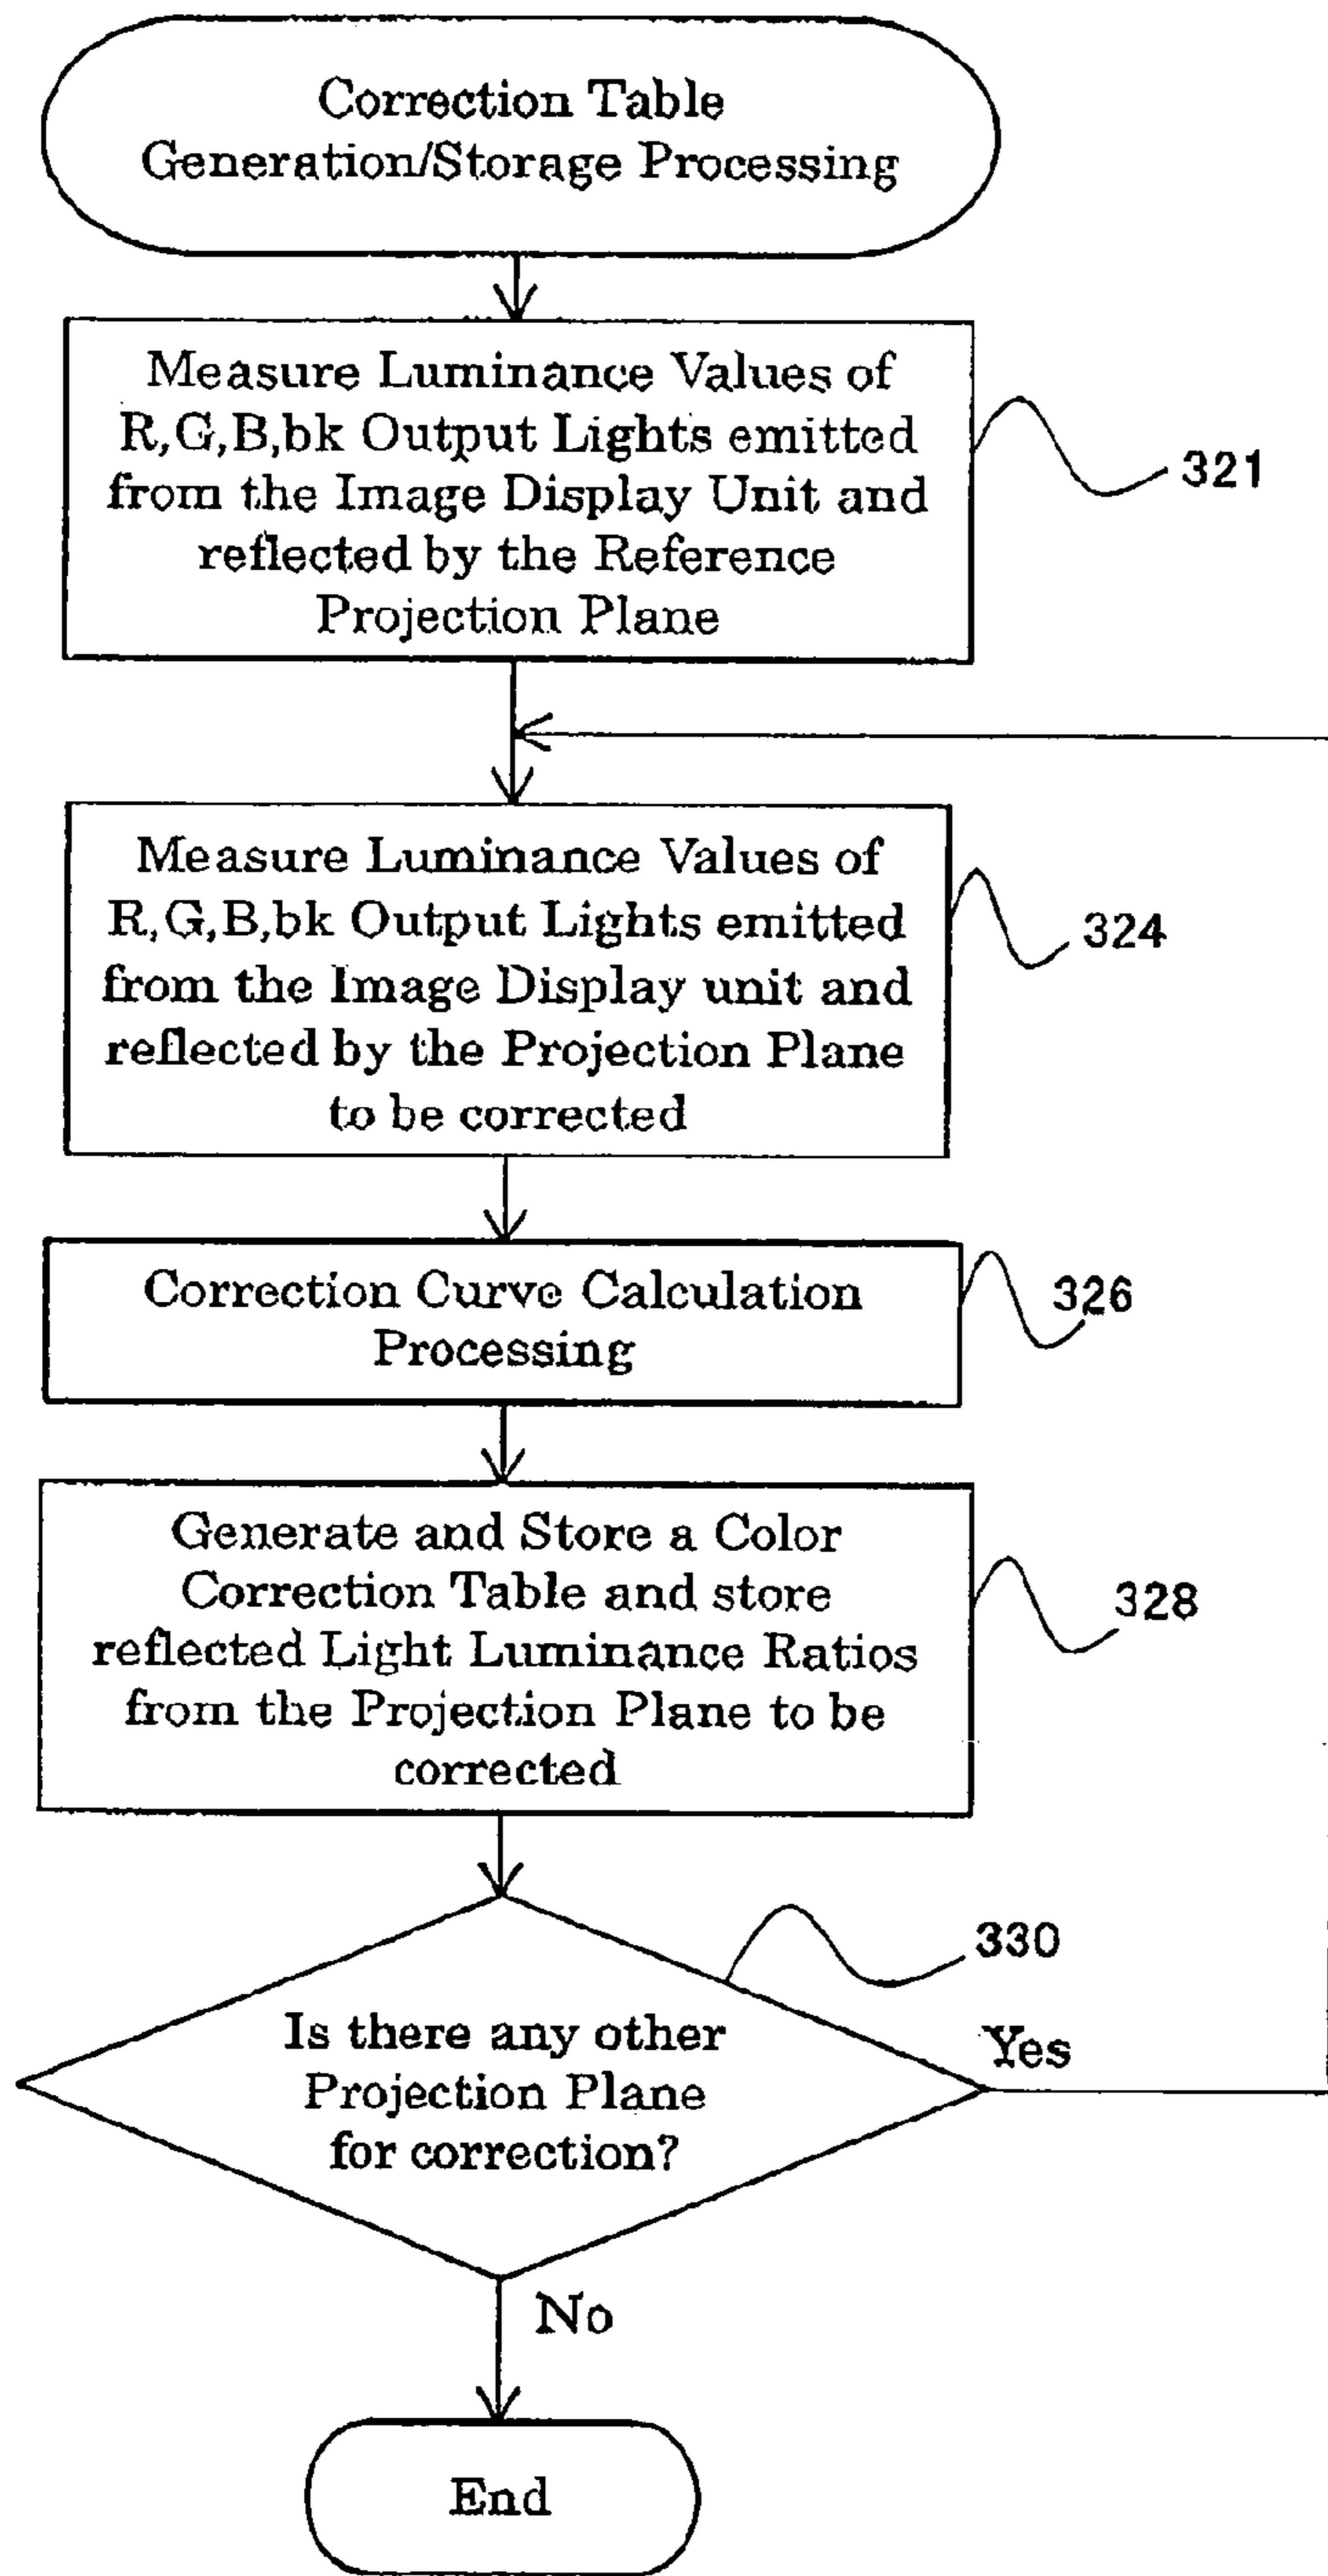 Correction Table
Generation/Storage Processing
Measure Luminance Values of
R,G,B,bk Output Lights emitted
from the Image Display Unit and
reflected by the Reference
Projection Plane
321
Measure Luminance Values of
R,G,B,bk Output Lights emitted
from the Image Display unit and
reflected by the Projection Plane
to be corrected
324
Correction Curve Calculation
Processing
326
Generate and Store a Color
Correction Table and store
reflected Light Luminance Ratios
from the Projection Plane to be
corrected
328
330
Is there any other
Projection Plane
for correction?
Yes
No
End